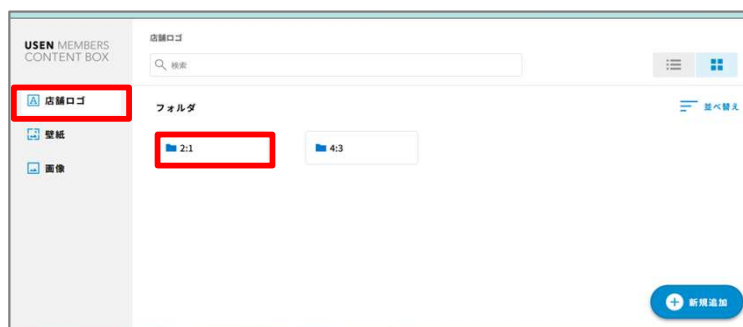 USEN MEMBERS
CONTENT BOX
店舗ロゴ
壁紙
画像
店舗ロゴ
検索
フォルダ
並べ替え
2:1
4:3
新規追加